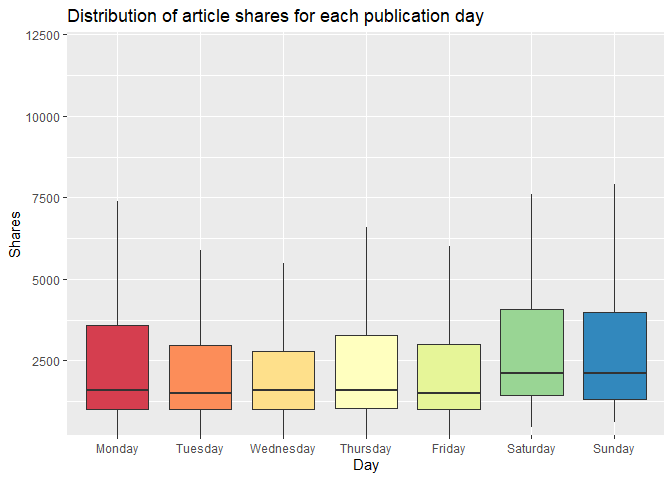 Distribution of article shares for each publication day
12500
10000
7500
5000
2500
Shares
Monday Tuesday Wednesday Thursday Friday Saturday Sunday
Day